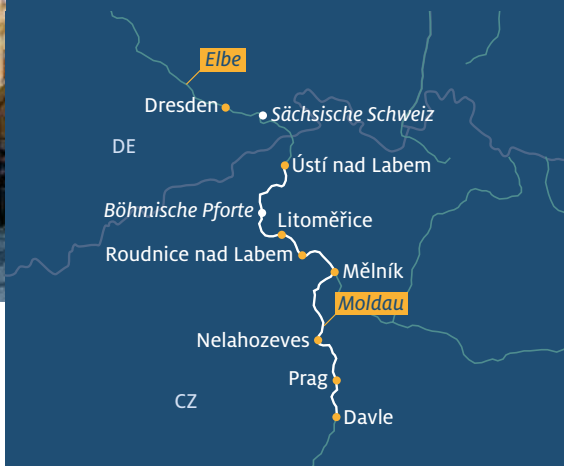 Elbe
Dresden
Sächsische Schweiz
DE
Ústí nad Labem
Böhmische Pforte
Litoměřice
Roudnice nad Labem
Mělník
Moldau
Nelahozeves
Prag
CZ
Davle